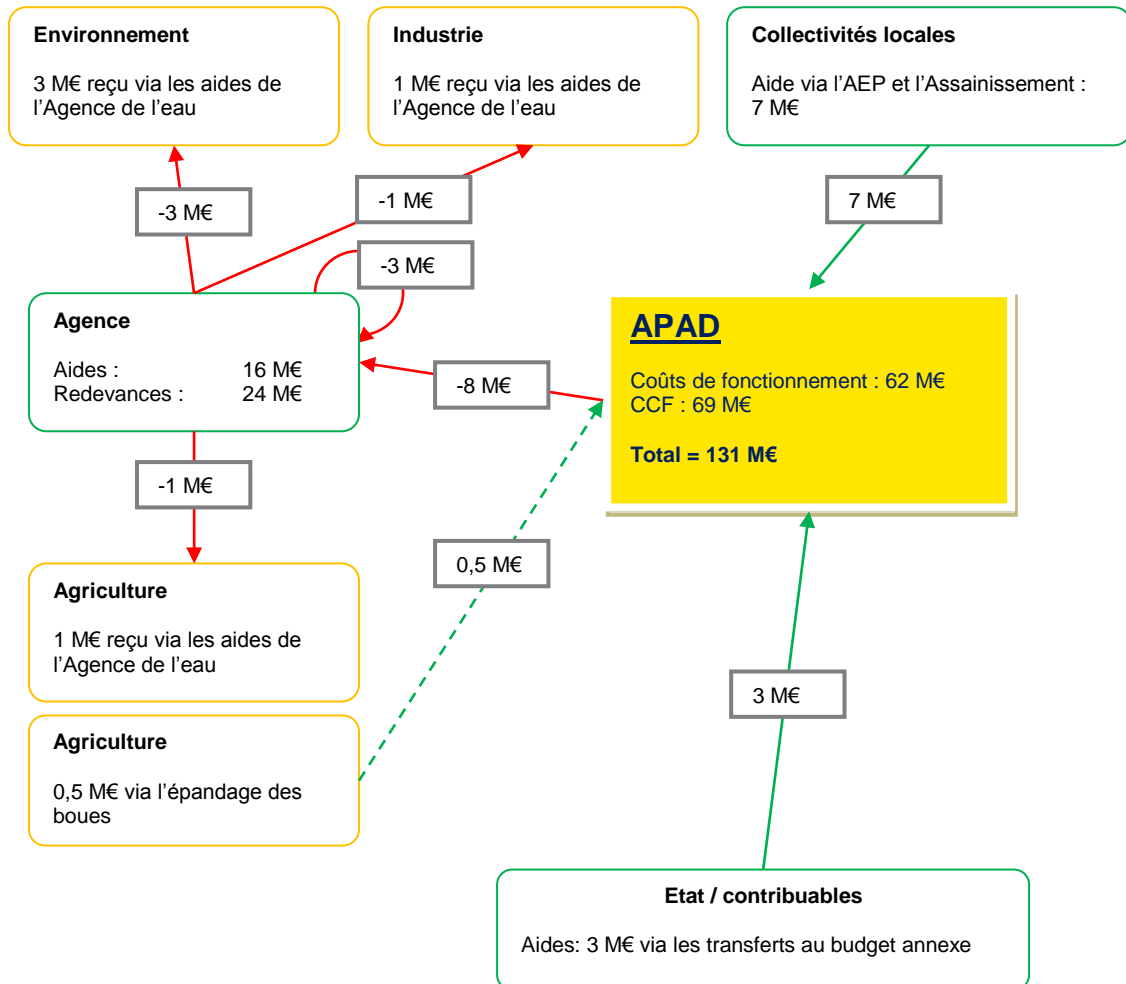 Environnement
3 M€ reçu via les aides de
l'Agence de l'eau
Industrie
1 M€ reçu via les aides de
l'Agence de l'eau
Collectivités locales
Aide via l'AEP et l'Assainissement :
7 M€
-3 M€
-1 M€
7 M€
-3 M€
Agence
Aides : 16 M€
Redevances : 24 M€
-8 M€
APAD
Coûts de fonctionnement : 62 M€
CCF : 69 M€
Total = 131 M€
-1 M€
0,5 M€
Agriculture
1 M€ reçu via les aides de
l'Agence de l'eau
3 M€
Agriculture
0,5 M€ via l'épandage des
boues
Etat / contribuables
Aides: 3 M€ via les transferts au budget annexe